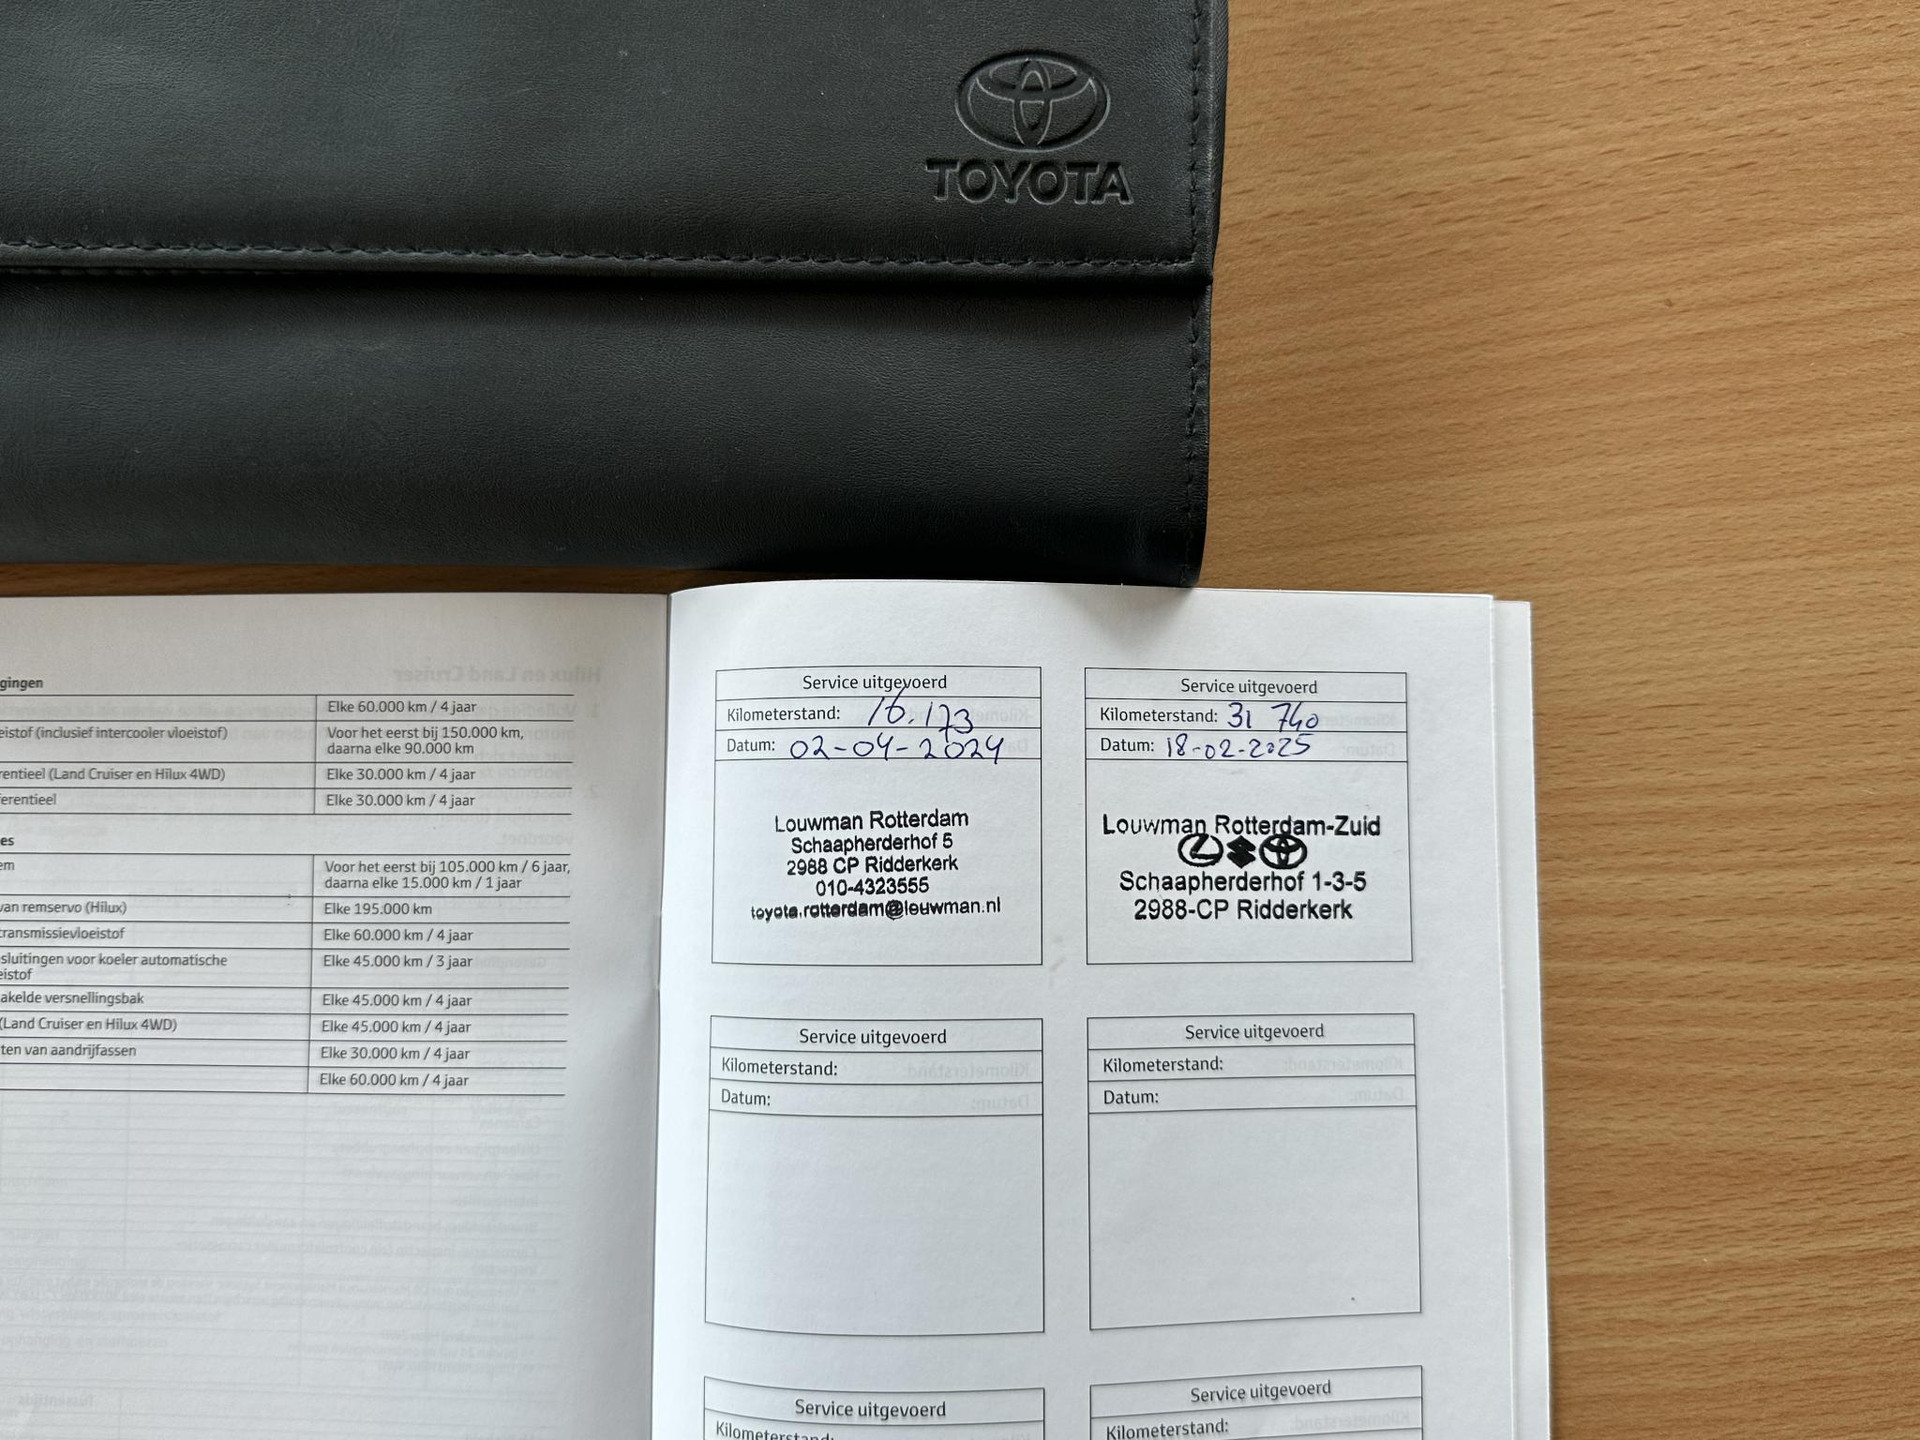 TOYOTA
gingen
Elke 60.000 km / 4 jaar
eistof (inclusief intercooler vloeistof)
Voor het eerst bij 150.000 km,
daarna elke 90.000 km
rentieel (Land Cruiser en Hilux 4WD)
Elke 30.000 km / 4 jaar
ferentieel
Elke 30.000 km / 4 jaar
es
em
Voor het eerst bij 105.000 km / 6 jaar,
daarna elke 15.000 km / 1 jaar
van remservo (Hilux)
Elke 195.000 km
transmissievloeistof
Elke 60.000 km / 4 jaar
sluitingen voor koeler automatische
eistof
Elke 45.000 km / 3 jaar
akelde versnellingsbak
Elke 45.000 km / 4 jaar
(Land Cruiser en Hilux 4WD)
Elke 45.000 km / 4 jaar
ten van aandrijfassen
Elke 30.000 km / 4 jaar
Elke 60.000 km / 4 jaar
Service uitgevoerd
Kilometerstand: 16.173
Datum: 02-04-2024
Louwman Rotterdam
Schaapherderhof 5
2988 CP Ridderkerk
010-4323555
toyota.rotterdam@louwman.nl
Service uitgevoerd
Kilometerstand: 31 740
Datum: 18-02-2025
Louwman Rotterdam-Zuid
Schaapherderhof 1-3-5
2988-CP Ridderkerk
Service uitgevoerd
Kilometerstand:
Datum:
Service uitgevoerd
Kilometerstand:
Datum:
Service uitgevoerd
Kilometerstand:
Service uitgevoerd
Kilometerstand: